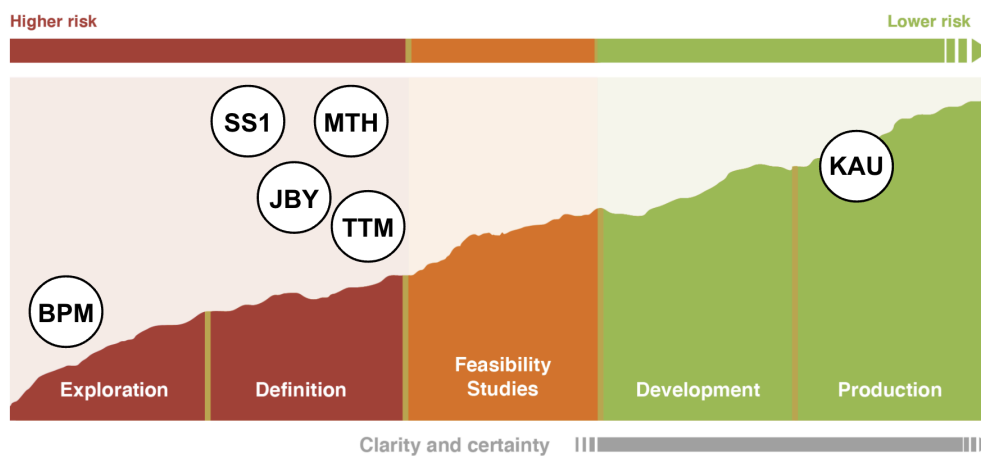 Higher risk
Lower risk
SS1
MTH
JBY
TTM
KAU
BPM
Exploration
Definition
Feasibility
Studies
Development
Production
Clarity and certainty